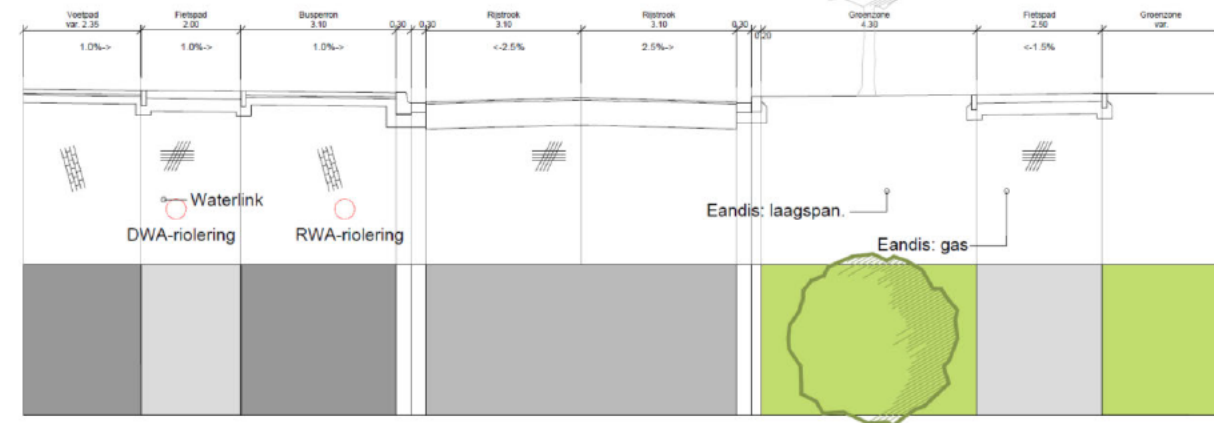 Voetpad Fietspad Busperron Rijstrook Rijstrook Groenzone Fietspad Groenzone
var. 2.35 2.00 3.10 0.30 0.30 3.10 3.10 0.30 4.30 2.50 var.
0.20
1.0%-> 1.0%-> 1.0%-> <-2.5% 2.5%-> <-1.5%
Waterlink
Eandis: laagspan.
DWA-riolering RWA-riolering
Eandis: gas